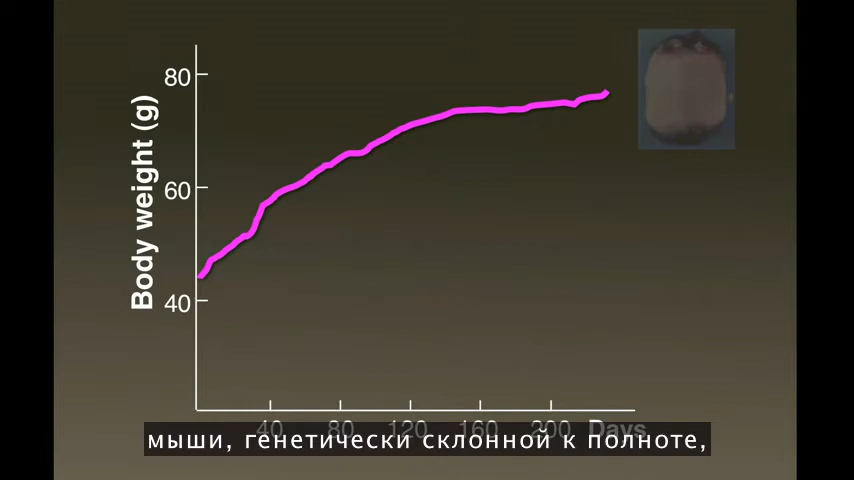 80
Body weight (g)
60
40
40 80 120 160 200 Days
мыши, генетически склонной к полноте,